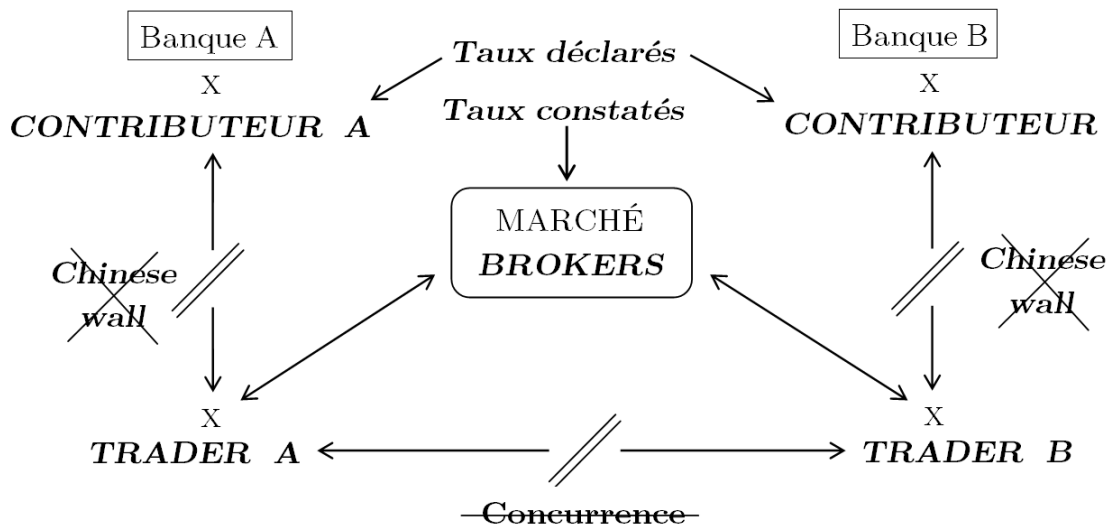 Banque A
Taux déclarés
Banque B
X
X
CONTRIBUTEUR A
Taux constatés
CONTRIBUTEUR
MARCHÉ
BROKERS
Chinese
wall
Chinese
wall
X
X
TRADER A
TRADER B
Concurrence